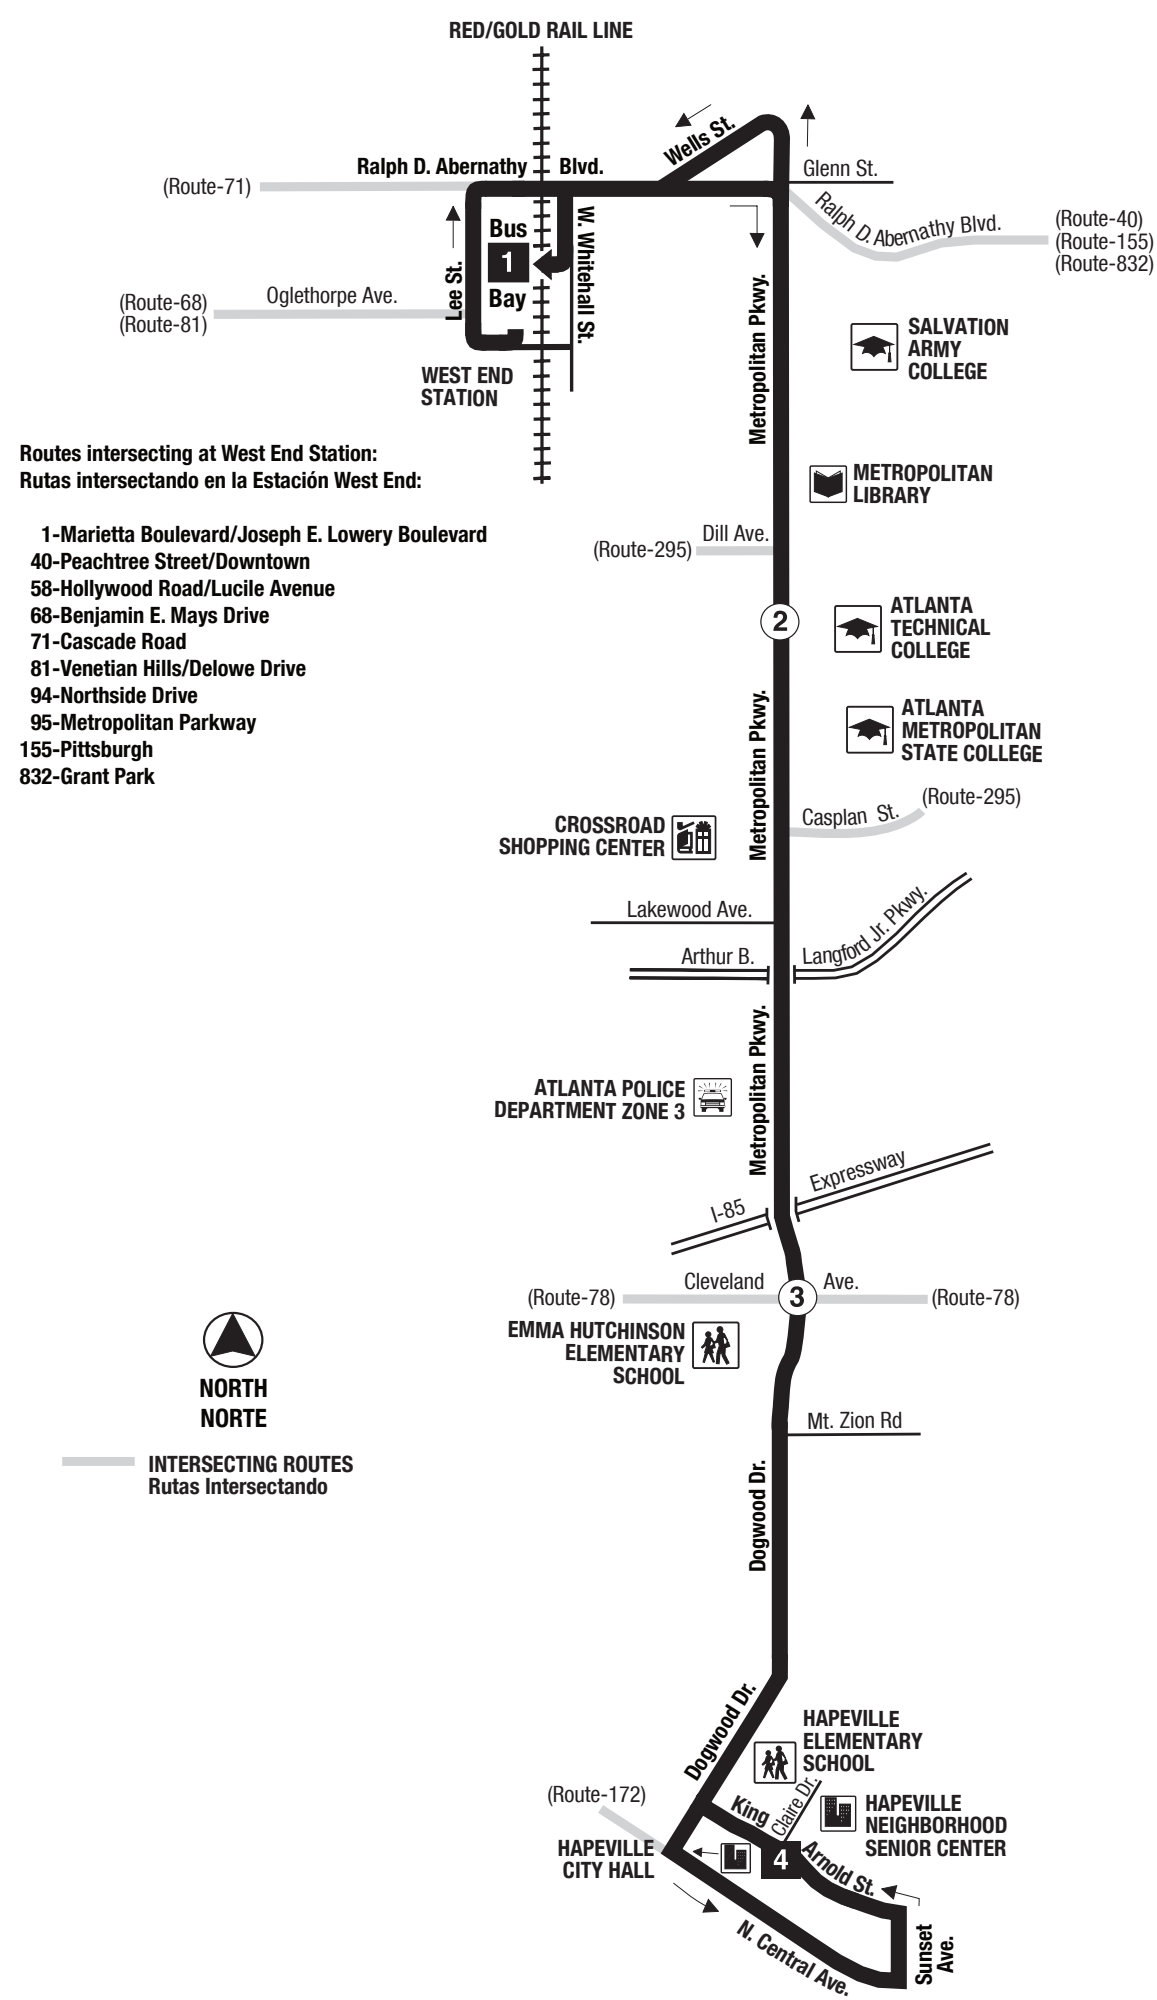 RED/GOLD RAIL LINE
Wells St.
Ralph D. Abernathy Blvd.
Glenn St.
(Route-71)
Ralph D. Abernathy Blvd.
(Route-40)
(Route-155)
(Route-832)
Bus
1
Bay
W. Whitehall St.
Lee St.
Oglethorpe Ave.
(Route-68)
(Route-81)
Metropolitan Pkwy.
SALVATION
ARMY
COLLEGE
WEST END
STATION
Routes intersecting at West End Station:
Rutas intersectando en la Estación West End:
1-Marietta Boulevard/Joseph E. Lowery Boulevard
40-Peachtree Street/Downtown
58-Hollywood Road/Lucile Avenue
68-Benjamin E. Mays Drive
71-Cascade Road
81-Venetian Hills/Delowe Drive
94-Northside Drive
95-Metropolitan Parkway
155-Pittsburgh
832-Grant Park
METROPOLITAN
LIBRARY
Dill Ave.
(Route-295)
2
ATLANTA
TECHNICAL
COLLEGE
Metropolitan Pkwy.
ATLANTA
METROPOLITAN
STATE COLLEGE
(Route-295)
Casplan St.
CROSSROAD
SHOPPING CENTER
Lakewood Ave.
Arthur B. Langford Jr. Pkwy.
Metropolitan Pkwy.
ATLANTA POLICE
DEPARTMENT ZONE 3
I-85 Expressway
Cleveland Ave.
(Route-78)
3
(Route-78)
EMMA HUTCHINSON
ELEMENTARY
SCHOOL
NORTH
NORTE
Mt. Zion Rd
INTERSECTING ROUTES
Rutas Intersectando
Dogwood Dr.
Dogwood Dr.
HAPEVILLE
ELEMENTARY
SCHOOL
(Route-172)
King Arnold St.
Claire Dr.
HAPEVILLE
NEIGHBORHOOD
SENIOR CENTER
HAPEVILLE
CITY HALL
4
N. Central Ave.
Sunset
Ave.